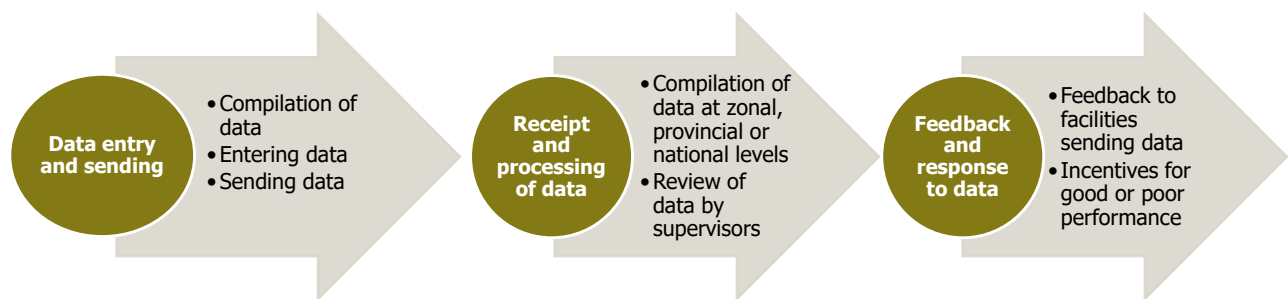 Data entry
and sending
•Compilation of
data
•Entering data
•Sending data
Receipt
and
processing
of data
•Compilation of
data at zonal,
provincial or
national levels
•Review of
data by
supervisors
Feedback
and
response
to data
•Feedback to
facilities
sending data
•Incentives for
good or poor
performance